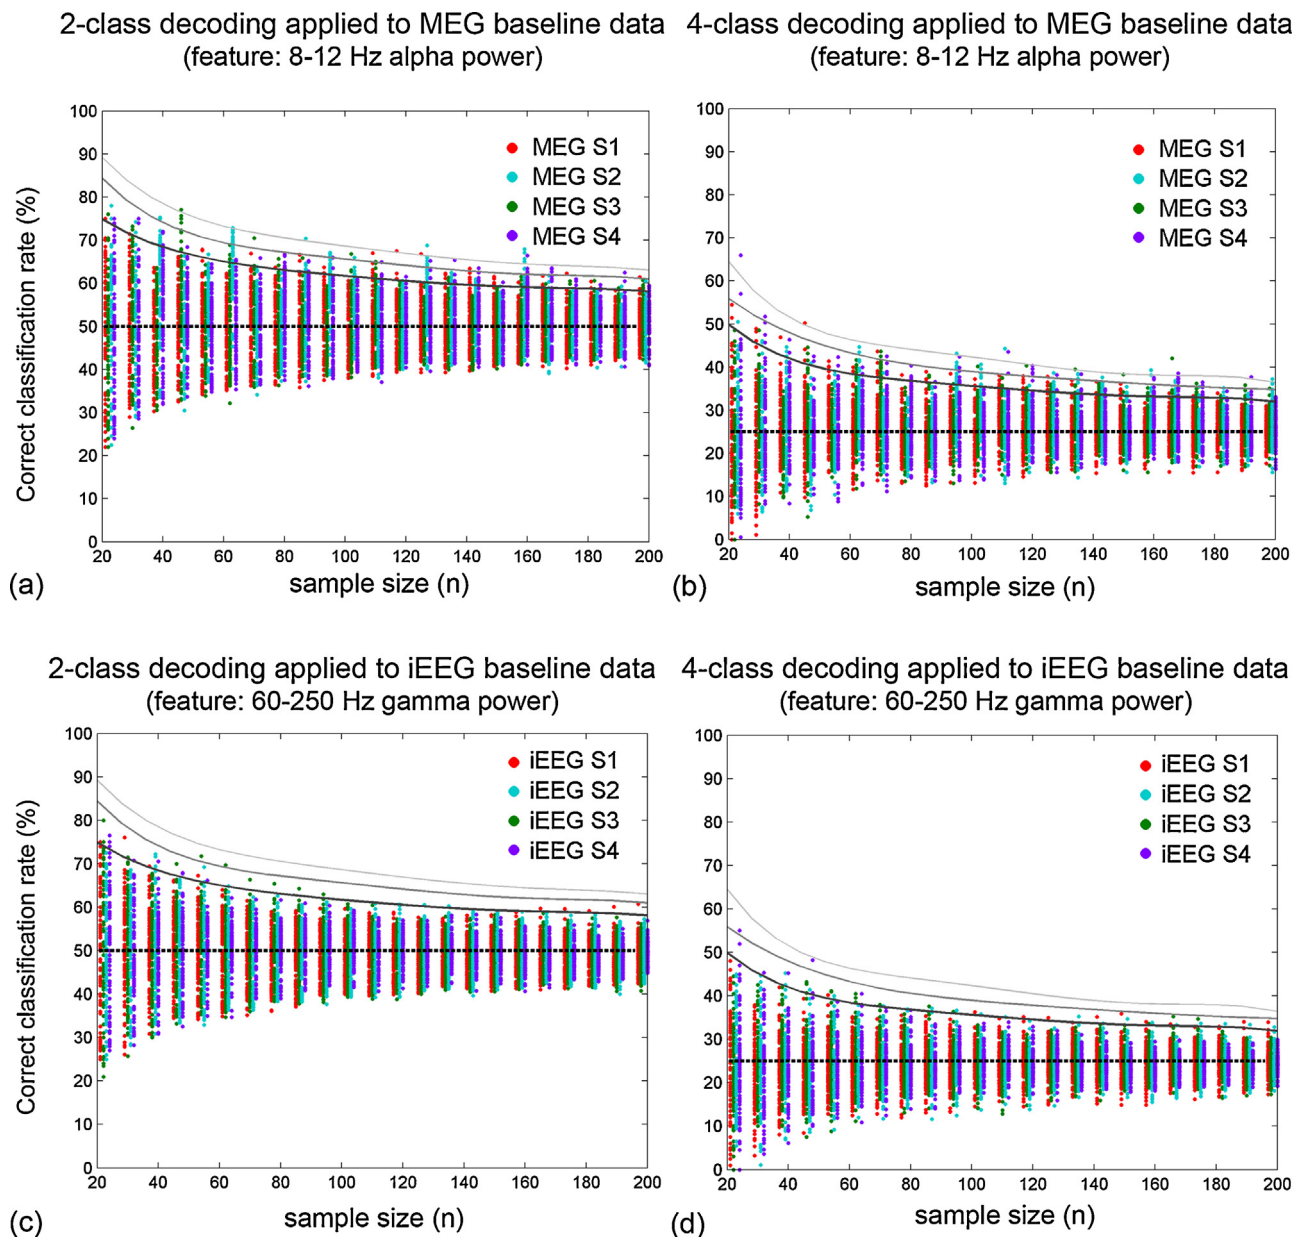 2-class decoding applied to MEG baseline data
(feature: 8-12 Hz alpha power)
100
90
80
70
60
50
40
30
20
10
0
Correct classification rate (%)
MEG S1
MEG S2
MEG S3
MEG S4
20 40 60 80 100 120 140 160 180 200
sample size (n)
(a)
4-class decoding applied to MEG baseline data
(feature: 8-12 Hz alpha power)
100
90
80
70
60
50
40
30
20
10
0
MEG S1
MEG S2
MEG S3
MEG S4
20 40 60 80 100 120 140 160 180 200
sample size (n)
(b)
2-class decoding applied to iEEG baseline data
(feature: 60-250 Hz gamma power)
100
90
80
70
60
50
40
30
20
10
0
Correct classification rate (%)
iEEG S1
iEEG S2
iEEG S3
iEEG S4
20 40 60 80 100 120 140 160 180 200
sample size (n)
(c)
4-class decoding applied to iEEG baseline data
(feature: 60-250 Hz gamma power)
100
90
80
70
60
50
40
30
20
10
0
iEEG S1
iEEG S2
iEEG S3
iEEG S4
20 40 60 80 100 120 140 160 180 200
sample size (n)
(d)